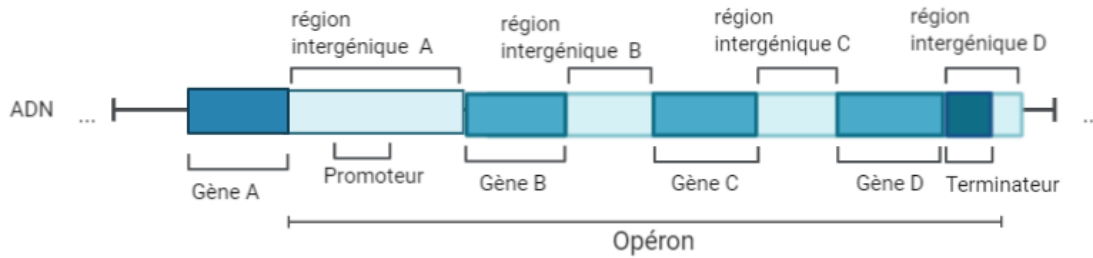 région
intergénique A
région
intergénique B
région
intergénique C
région
intergénique D
ADN ... ..
Gène A
Promoteur
Gène B
Gène C
Gène D
Terminateur
Opéron